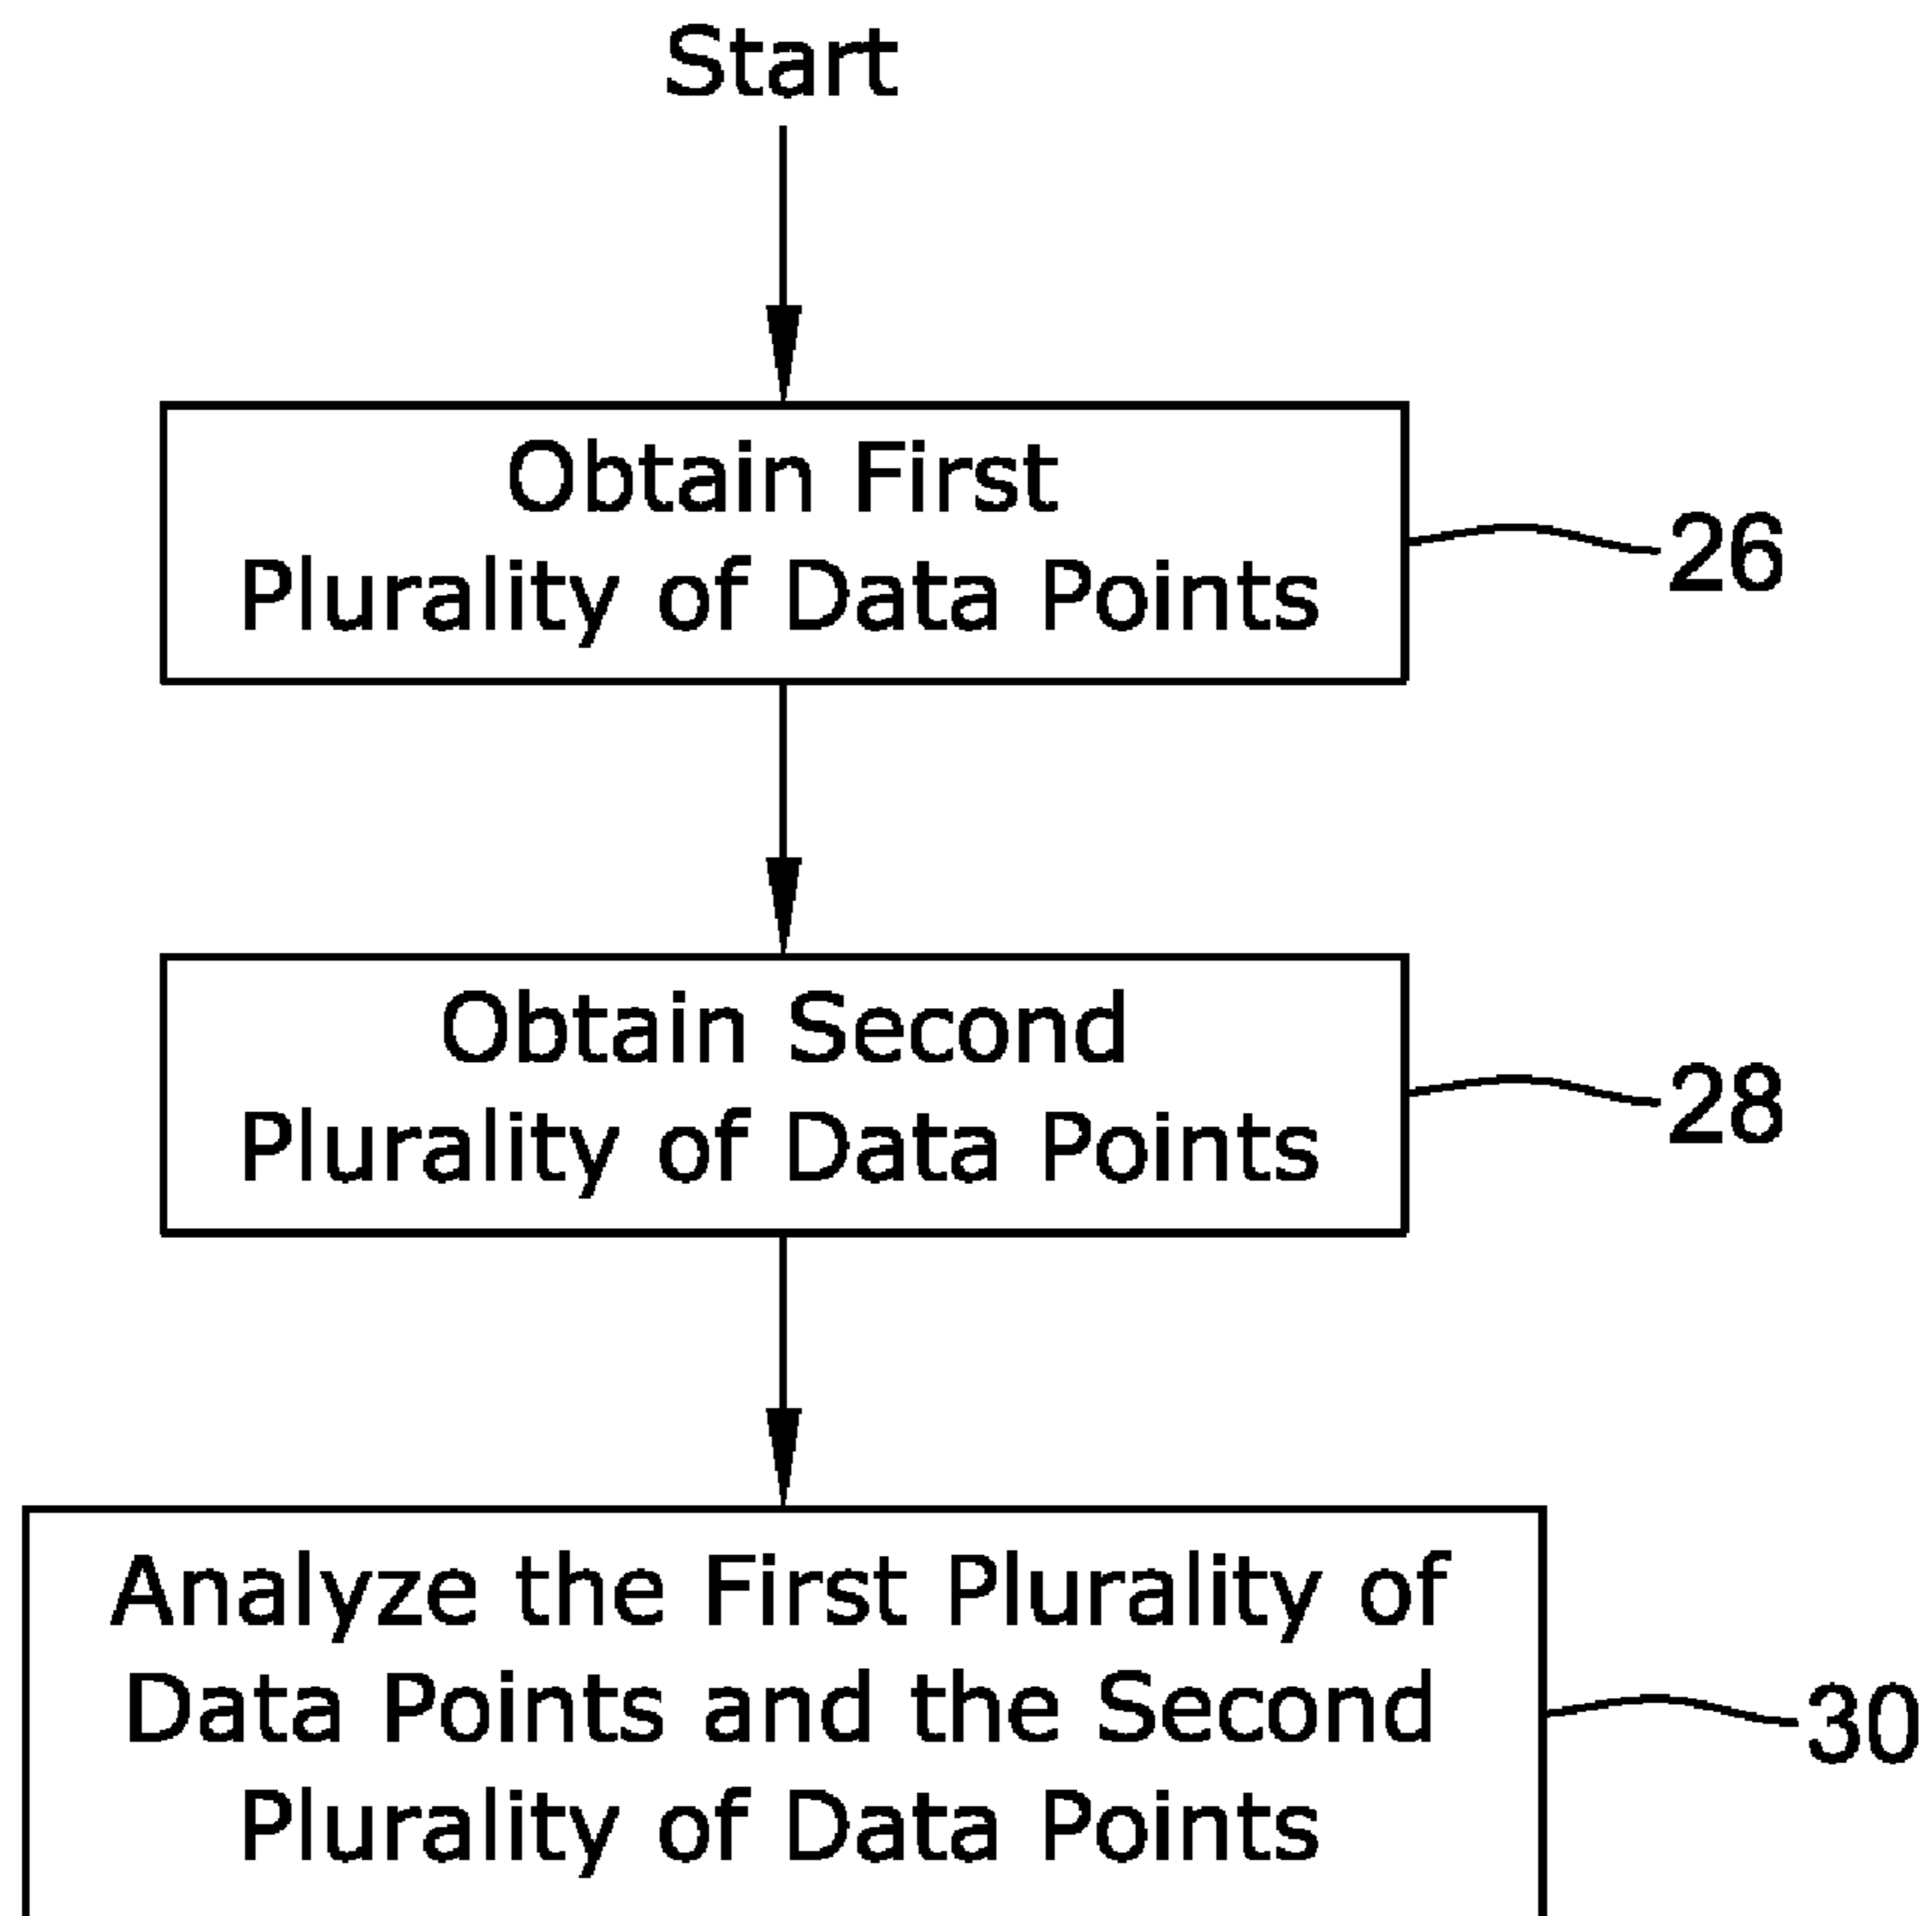 Start
Obtain First
Plurality of Data Points
26
Obtain Second
Plurality of Data Points
28
Analyze the First Plurality of
Data Points and the Second
Plurality of Data Points
30